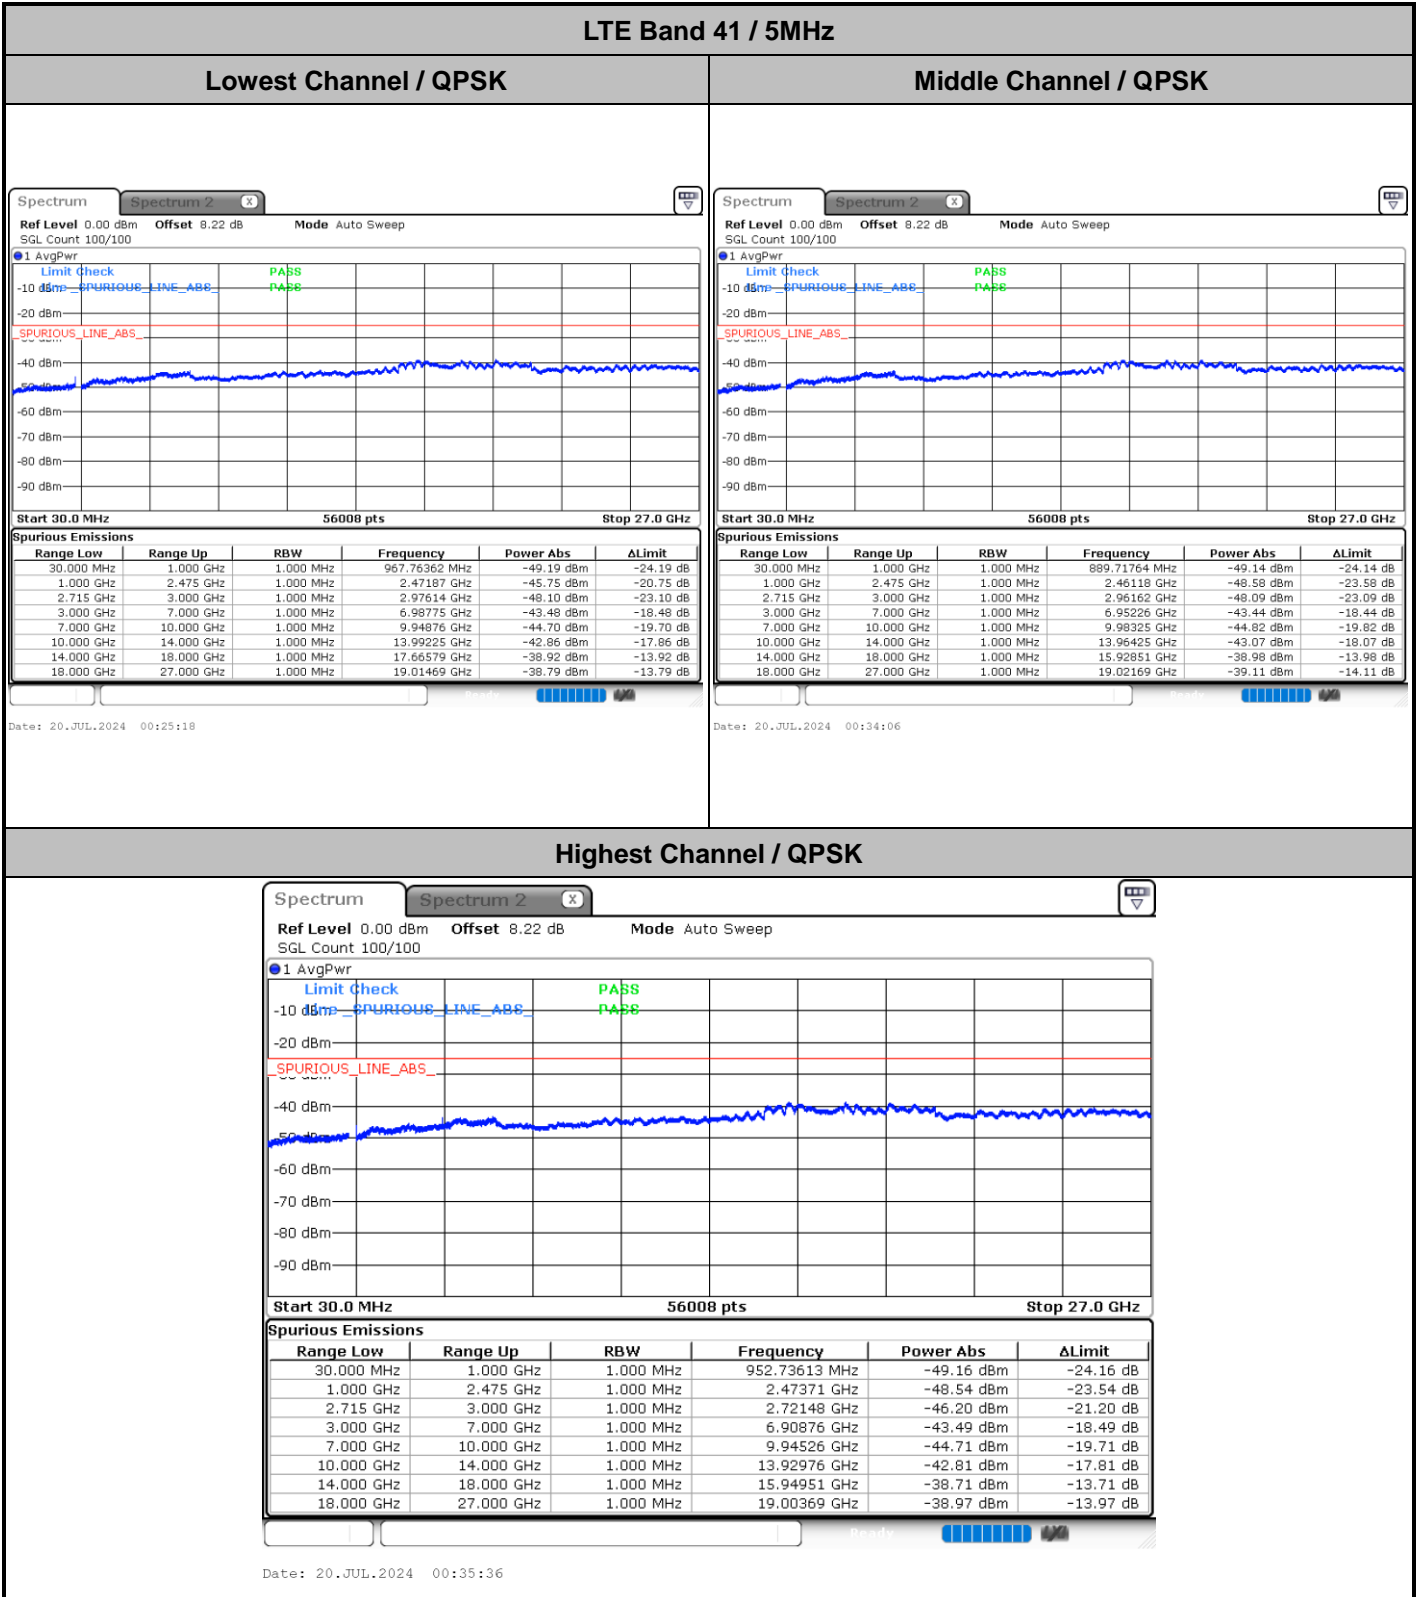 LTE Band 41 / 5MHz
Lowest Channel / QPSK
Spectrum
Spectrum 2
X
Ref Level 0.00 dBm Offset 8.22 dB Mode Auto Sweep
SGL Count 100/100
1 AvgPwr
Limit Check PASS
-10 dBm Line _SPURIOUS_LINE_ABS_ PASS
-20 dBm
_SPURIOUS_LINE_ABS_
-40 dBm
-50 dBm
-60 dBm
-70 dBm
-80 dBm
-90 dBm
Start 30.0 MHz 56008 pts Stop 27.0 GHz
Spurious Emissions
Range Low Range Up RBW Frequency Power Abs ΔLimit
30.000 MHz 1.000 GHz 1.000 MHz 967.76362 MHz -49.19 dBm -24.19 dB
1.000 GHz 2.475 GHz 1.000 MHz 2.47187 GHz -45.75 dBm -20.75 dB
2.715 GHz 3.000 GHz 1.000 MHz 2.97614 GHz -48.10 dBm -23.10 dB
3.000 GHz 7.000 GHz 1.000 MHz 6.98775 GHz -43.48 dBm -18.48 dB
7.000 GHz 10.000 GHz 1.000 MHz 9.94876 GHz -44.70 dBm -19.70 dB
10.000 GHz 14.000 GHz 1.000 MHz 13.99225 GHz -42.86 dBm -17.86 dB
14.000 GHz 18.000 GHz 1.000 MHz 17.66579 GHz -38.92 dBm -13.92 dB
18.000 GHz 27.000 GHz 1.000 MHz 19.01469 GHz -38.79 dBm -13.79 dB
Ready
Date: 20.JUL.2024 00:25:18
Middle Channel / QPSK
Spectrum
Spectrum 2
X
Ref Level 0.00 dBm Offset 8.22 dB Mode Auto Sweep
SGL Count 100/100
1 AvgPwr
Limit Check PASS
-10 dBm Line _SPURIOUS_LINE_ABS_ PASS
-20 dBm
_SPURIOUS_LINE_ABS_
-40 dBm
-50 dBm
-60 dBm
-70 dBm
-80 dBm
-90 dBm
Start 30.0 MHz 56008 pts Stop 27.0 GHz
Spurious Emissions
Range Low Range Up RBW Frequency Power Abs ΔLimit
30.000 MHz 1.000 GHz 1.000 MHz 889.71764 MHz -49.14 dBm -24.14 dB
1.000 GHz 2.475 GHz 1.000 MHz 2.46118 GHz -48.58 dBm -23.58 dB
2.715 GHz 3.000 GHz 1.000 MHz 2.96162 GHz -48.09 dBm -23.09 dB
3.000 GHz 7.000 GHz 1.000 MHz 6.95226 GHz -43.44 dBm -18.44 dB
7.000 GHz 10.000 GHz 1.000 MHz 9.98325 GHz -44.82 dBm -19.82 dB
10.000 GHz 14.000 GHz 1.000 MHz 13.96425 GHz -43.07 dBm -18.07 dB
14.000 GHz 18.000 GHz 1.000 MHz 15.92851 GHz -38.98 dBm -13.98 dB
18.000 GHz 27.000 GHz 1.000 MHz 19.02169 GHz -39.11 dBm -14.11 dB
Ready
Date: 20.JUL.2024 00:34:06
Highest Channel / QPSK
Spectrum
Spectrum 2
X
Ref Level 0.00 dBm Offset 8.22 dB Mode Auto Sweep
SGL Count 100/100
1 AvgPwr
Limit Check PASS
-10 dBm Line _SPURIOUS_LINE_ABS_ PASS
-20 dBm
_SPURIOUS_LINE_ABS_
-40 dBm
-50 dBm
-60 dBm
-70 dBm
-80 dBm
-90 dBm
Start 30.0 MHz 56008 pts Stop 27.0 GHz
Spurious Emissions
Range Low Range Up RBW Frequency Power Abs ΔLimit
30.000 MHz 1.000 GHz 1.000 MHz 952.73613 MHz -49.16 dBm -24.16 dB
1.000 GHz 2.475 GHz 1.000 MHz 2.47371 GHz -48.54 dBm -23.54 dB
2.715 GHz 3.000 GHz 1.000 MHz 2.72148 GHz -46.20 dBm -21.20 dB
3.000 GHz 7.000 GHz 1.000 MHz 6.90876 GHz -43.49 dBm -18.49 dB
7.000 GHz 10.000 GHz 1.000 MHz 9.94526 GHz -44.71 dBm -19.71 dB
10.000 GHz 14.000 GHz 1.000 MHz 13.92976 GHz -42.81 dBm -17.81 dB
14.000 GHz 18.000 GHz 1.000 MHz 15.94951 GHz -38.71 dBm -13.71 dB
18.000 GHz 27.000 GHz 1.000 MHz 19.00369 GHz -38.97 dBm -13.97 dB
Ready
Date: 20.JUL.2024 00:35:36